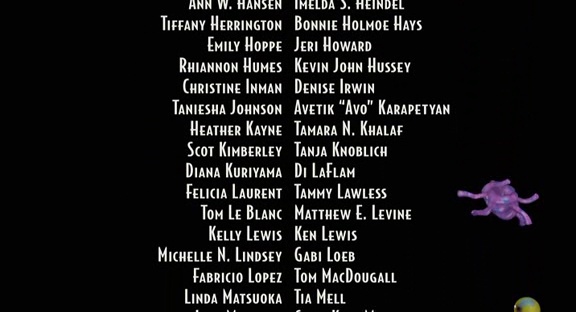 Ann W. Hansen Imelda S. Heindel
Tiffany Herrington Bonnie Holmoe Hays
Emily Hoppe Jeri Howard
Rhiannon Humes Kevin John Hussey
Christine Inman Denise Irwin
Taniesha Johnson Avetik “Avo” Karapetyan
Heather Kayne Tamara N. Khalaf
Scot Kimberley Tanja Knoblich
Diana Kuriyama Di LaFlam
Felicia Laurent Tammy Lawless
Tom Le Blanc Matthew E. Levine
Kelly Lewis Ken Lewis
Michelle N. Lindsey Gabi Loeb
Fabricio Lopez Tom MacDougall
Linda Matsuoka Tia Mell